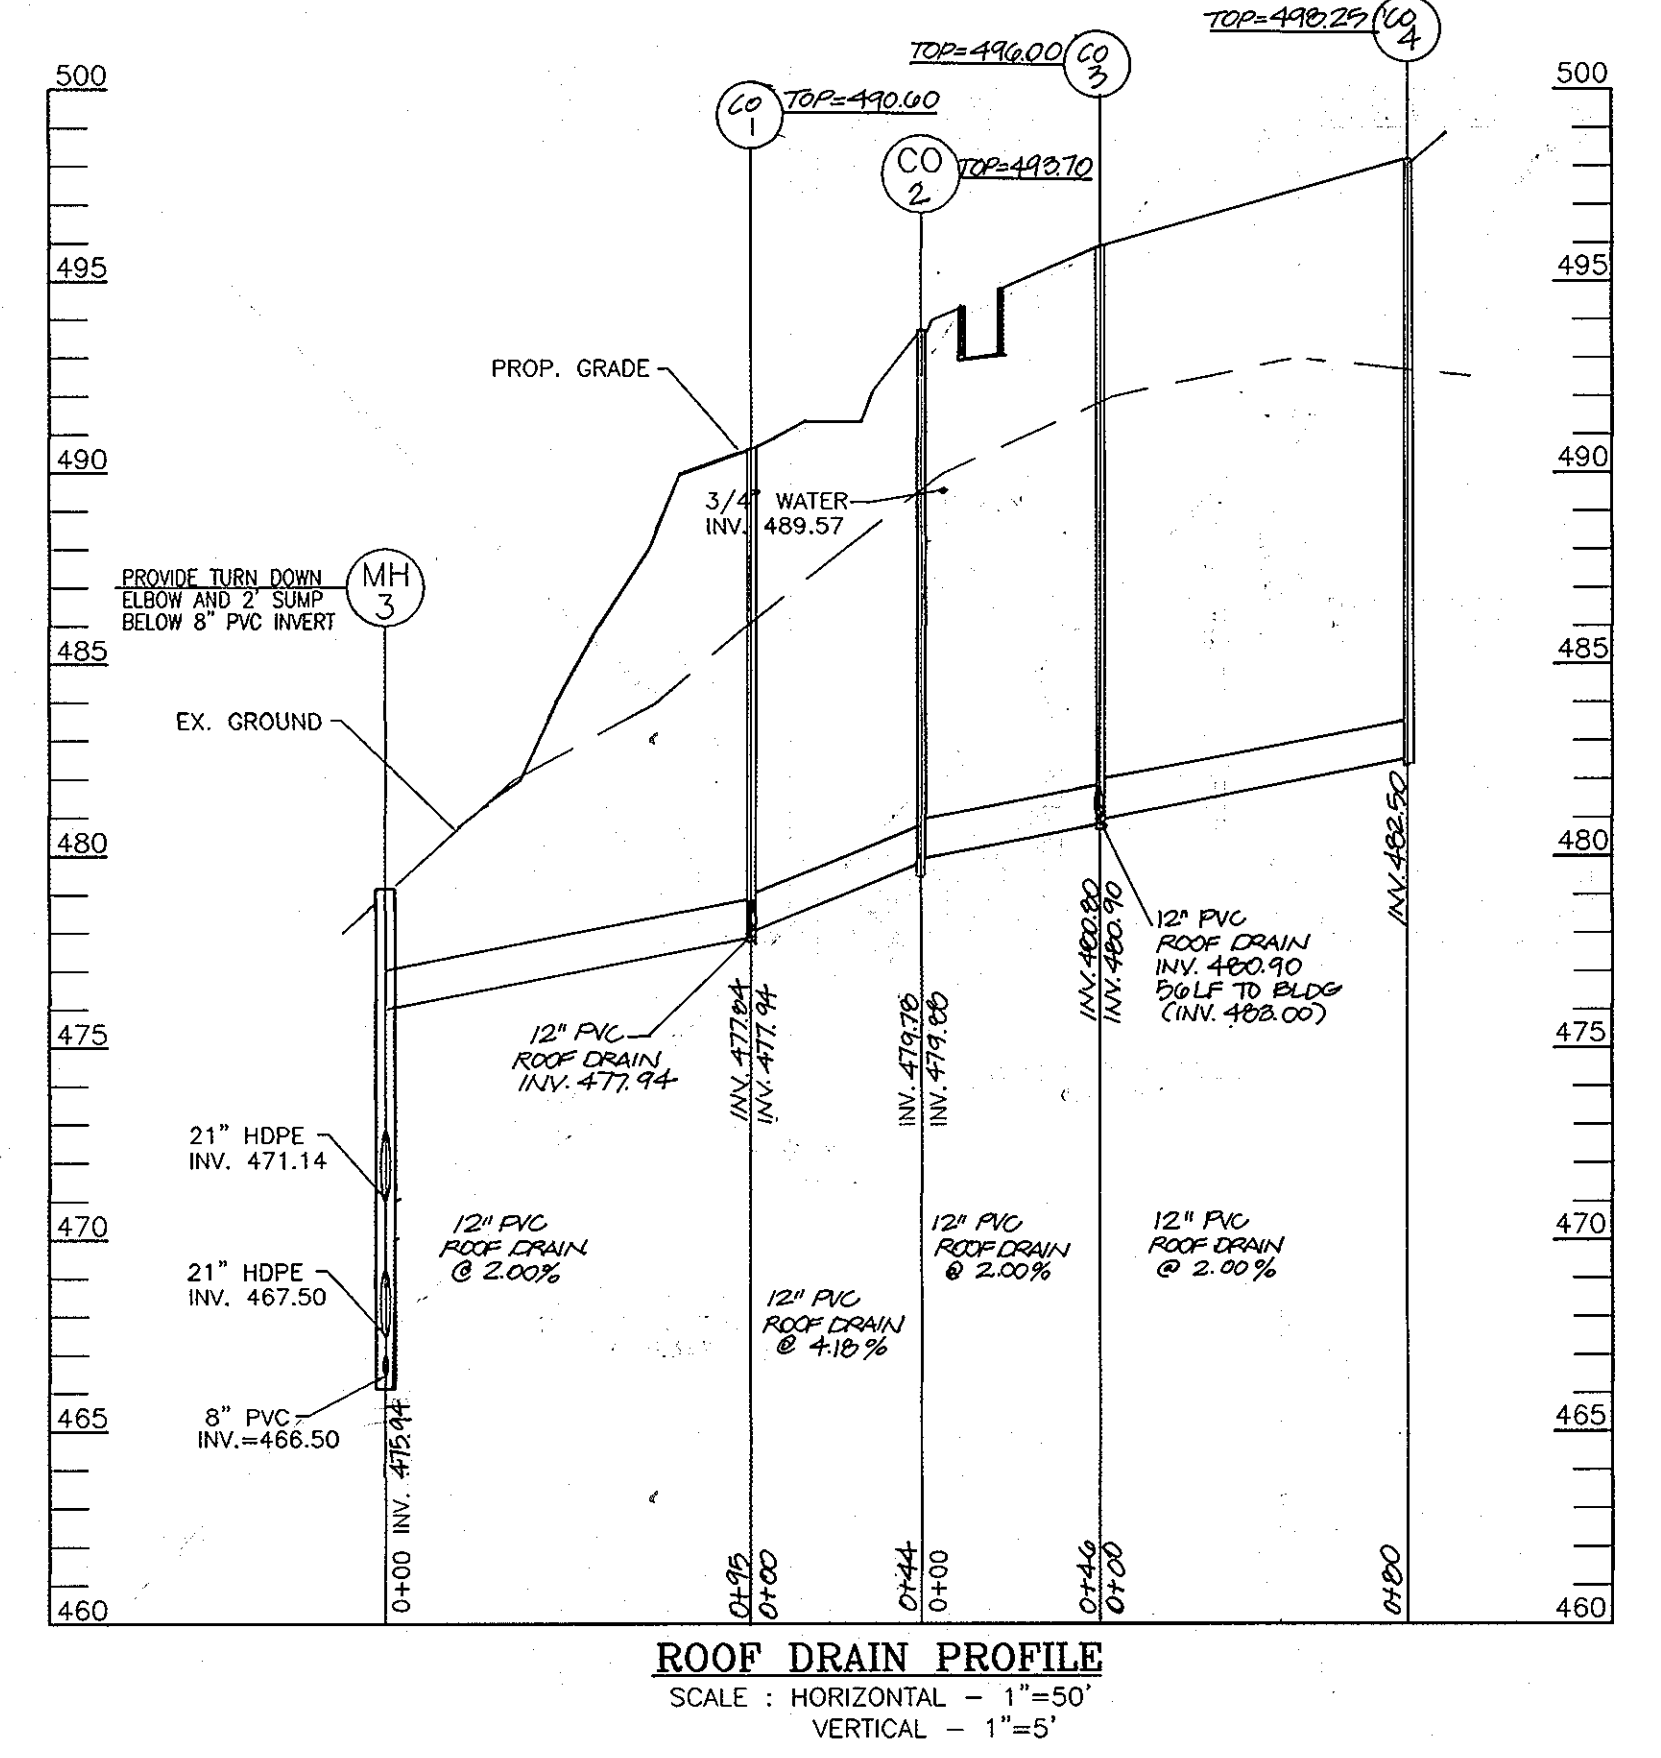 TOP=498.25
CO
4
TOP=496.00
CO
3
500
500
CO
1
TOP=490.60
CO
2
TOP=493.70
495
495
PROP. GRADE
490
490
3/4" WATER
INV. 489.57
PROVIDE TURN DOWN
ELBOW AND 2' SUMP
BELOW 8" PVC INVERT
MH
3
485
485
EX. GROUND
480
480
INV. 482.50
INV. 480.80
INV. 480.90
12" PVC
ROOF DRAIN
INV. 480.90
56 LF TO BLDG
(INV. 483.00)
475
475
12" PVC
ROOF DRAIN
INV. 477.94
INV. 477.84
INV. 477.94
INV. 479.78
INV. 479.88
21" HDPE
INV. 471.14
470
470
12" PVC
ROOF DRAIN
@ 2.00%
12" PVC
ROOF DRAIN
@ 2.00%
12" PVC
ROOF DRAIN
@ 2.00%
21" HDPE
INV. 467.50
12" PVC
ROOF DRAIN
@ 4.18%
465
465
8" PVC
INV.=466.50
0+00 INV. 475.94
0+95
0+00
0+44
0+00
0+46
0+00
0+80
460
460
ROOF DRAIN PROFILE
SCALE : HORIZONTAL - 1"=50'
VERTICAL - 1"=5'